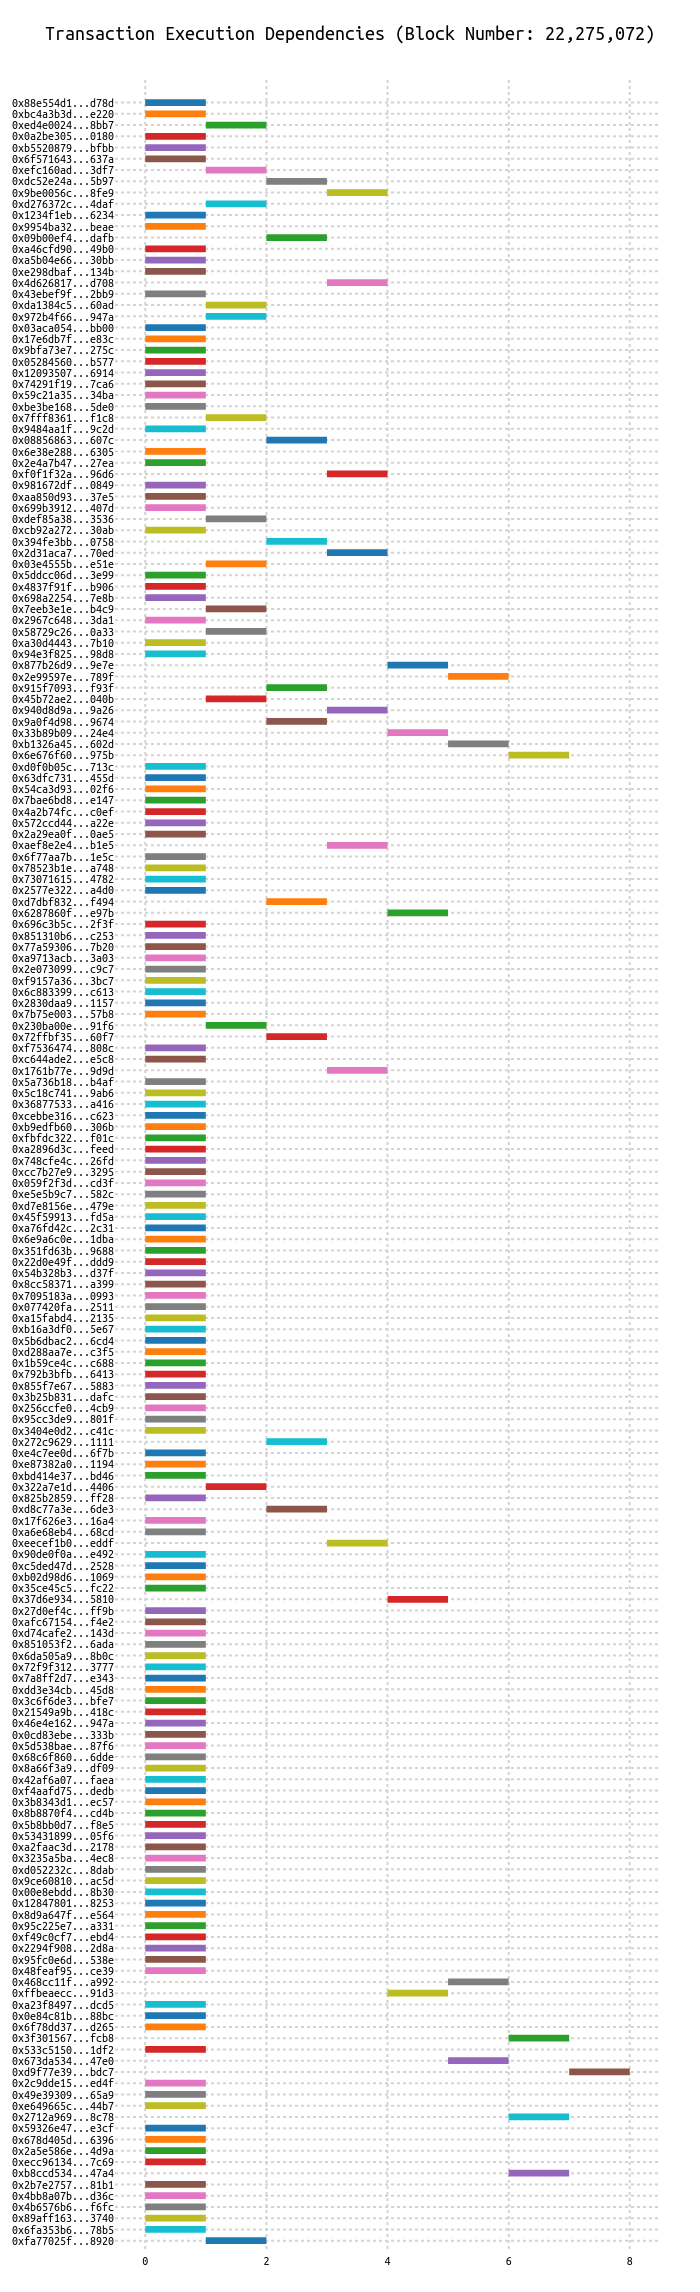 Transaction Execution Dependencies (Block Number: 22,275,072)
0x88e554d1...d78d
0xbc4a3b3d...e220
0xed4e0024...8bb7
0x0a2be305...0180
0xb5520879...bfbb
0x6f571643...637a
0xefc160ad...3df7
0xdc52e24a...5b97
0x9be0056c...8fe9
0xd276372c...4daf
0x1234f1eb...6234
0x9954ba32...beae
0x09b00ef4...dafb
0xa46cfd90...49b0
0xa5b04e66...30bb
0xe298dbaf...134b
0x4d626817...d708
0x43ebef9f...2bb9
0xda1384c5...60ad
0x972b4f66...947a
0x03aca054...bb00
0x17e6db7f...e83c
0x9bfa73e7...275c
0x05284560...b577
0x12093507...6914
0x74291f19...7ca6
0x59c21a35...34ba
0xbe3be168...5de0
0x7fff8361...f1c8
0x9484aa1f...9c2d
0x08856863...607c
0x6e38e288...6305
0x2e4a7b47...27ea
0xf0f1f32a...96d6
0x981672df...0849
0xaa850d93...37e5
0x699b3912...407d
0xdef85a38...3536
0xcb92a272...30ab
0x394fe3bb...0758
0x2d31aca7...70ed
0x03e4555b...e51e
0x5ddcc06d...3e99
0x4837f91f...b906
0x698a2254...7e8b
0x7eeb3e1e...b4c9
0x2967c648...3da1
0x58729c26...0a33
0xa30d4443...7b10
0x94e3f825...98d8
0x877b26d9...9e7e
0x2e99597e...789f
0x915f7093...f93f
0x45b72ae2...040b
0x940d8d9a...9a26
0x9a0f4d98...9674
0x33b89b09...24e4
0xb1326a45...602d
0x6e676f60...975b
0xd0f0b05c...713c
0x63dfc731...455d
0x54ca3d93...02f6
0x7bae6bd8...e147
0x4a2b74fc...c0ef
0x572ccd44...a22e
0x2a29ea0f...0ae5
0xaef8e2e4...b1e5
0x6f77aa7b...1e5c
0x78523b1e...a748
0x73071615...4782
0x2577e322...a4d0
0xd7dbf832...f494
0x6287860f...e97b
0x696c3b5c...2f3f
0x851310b6...c253
0x77a59306...7b20
0xa9713acb...3a03
0x2e073099...c9c7
0xf9157a36...3bc7
0x6c883399...c613
0x2830daa9...1157
0x7b75e003...57b8
0x230ba00e...91f6
0x72ffbf35...60f7
0xf7536474...808c
0xc644ade2...e5c8
0x1761b77e...9d9d
0x5a736b18...b4af
0x5c18c741...9ab6
0x36877533...a416
0xcebbe316...c623
0xb9edfb60...306b
0xfbfdc322...f01c
0xa2896d3c...feed
0x748cfe4c...26fd
0xcc7b27e9...3295
0x059f2f3d...cd3f
0xe5e5b9c7...582c
0xd7e8156e...479e
0x45f59913...fd5a
0xa76fd42c...2c31
0x6e9a6c0e...1dba
0x351fd63b...9688
0x22d0e49f...ddd9
0x54b328b3...d37f
0x8cc58371...a399
0x7095183a...0993
0x077420fa...2511
0xa15fabd4...2135
0xb16a3df0...5e67
0x5b6dbac2...6cd4
0xd288aa7e...c3f5
0x1b59ce4c...c688
0x792b3bfb...6413
0x855f7e67...5883
0x3b25b831...dafc
0x256ccfe0...4cb9
0x95cc3de9...801f
0x3404e0d2...c41c
0x272c9629...1111
0xe4c7ee0d...6f7b
0xe87382a0...1194
0xbd414e37...bd46
0x322a7e1d...4406
0x825b2859...ff28
0xd8c77a3e...6de3
0x17f626e3...16a4
0xa6e68eb4...68cd
0xeecef1b0...eddf
0x90de0f0a...e492
0xc5ded47d...2528
0xb02d98d6...1069
0x35ce45c5...fc22
0x37d6e934...5810
0x27d0ef4c...ff9b
0xafc67154...f4e2
0xd74cafe2...143d
0x851053f2...6ada
0x6da505a9...8b0c
0x72f9f312...3777
0x7a8ff2d7...e343
0xdd3e34cb...45d8
0x3c6f6de3...bfe7
0x21549a9b...418c
0x46e4e162...947a
0x0cd83ebe...333b
0x5d538bae...87f6
0x68c6f860...6dde
0x8a66f3a9...df09
0x42af6a07...faea
0xf4aafd75...dedb
0x3b8343d1...ec57
0x8b8870f4...cd4b
0x5b8bb0d7...f8e5
0x53431899...05f6
0xa2faac3d...2178
0x3235a5ba...4ec8
0xd052232c...8dab
0x9ce60810...ac5d
0x00e8ebdd...8b30
0x12847801...8253
0x8d9a647f...e564
0x95c225e7...a331
0xf49c0cf7...ebd4
0x2294f908...2d8a
0x95fc0e6d...538e
0x48feaf95...ce39
0x468cc11f...a992
0xffbeaecc...91d3
0xa23f8497...dcd5
0x0e84c81b...88bc
0x6f78dd37...d265
0x3f301567...fcb8
0x533c5150...1df2
0x673da534...47e0
0xd9f77e39...bdc7
0x2c9dde15...ed4f
0x49e39309...65a9
0xe649665c...44b7
0x2712a969...8c78
0x59326e47...e3cf
0x678d405d...6396
0x2a5e586e...4d9a
0xecc96134...7c69
0xb8ccd534...47a4
0x2b7e2757...81b1
0x4bb8a07b...d36c
0x4b6576b6...f6fc
0x89aff163...3740
0x6fa353b6...78b5
0xfa77025f...8920
0 2 4 6 8